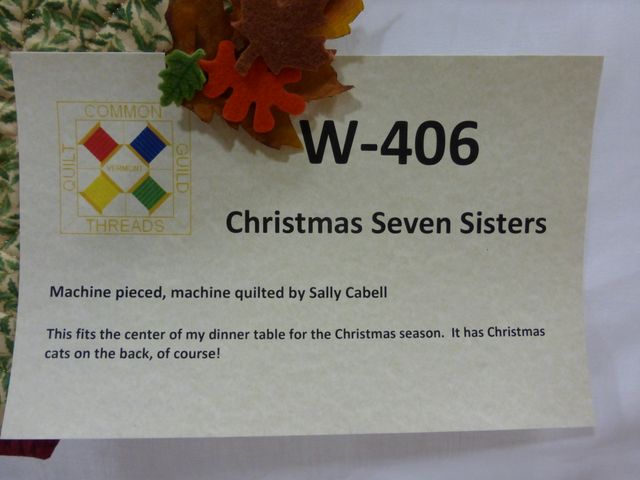 COMMON
QUILT
VERMONT
GUILD
THREADS
W-406
Christmas Seven Sisters
Machine pieced, machine quilted by Sally Cabell
This fits the center of my dinner table for the Christmas season.  It has Christmas
cats on the back, of course!